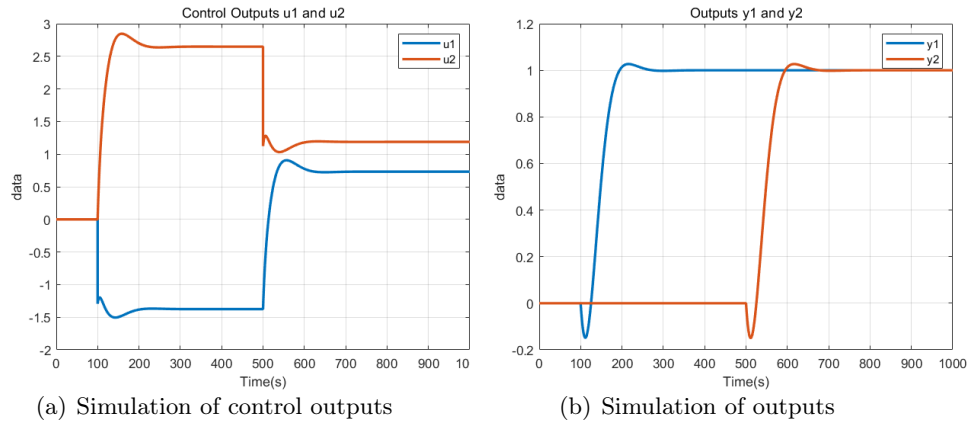 Control Outputs u1 and u2
3
2.5
2
1.5
1
0.5
0
-0.5
-1
-1.5
-2
data
u1
u2
0 100 200 300 400 500 600 700 800 900 1000
Time(s)
(a) Simulation of control outputs
Outputs y1 and y2
1.2
1
0.8
0.6
0.4
0.2
0
-0.2
data
y1
y2
0 100 200 300 400 500 600 700 800 900 1000
Time(s)
(b) Simulation of outputs